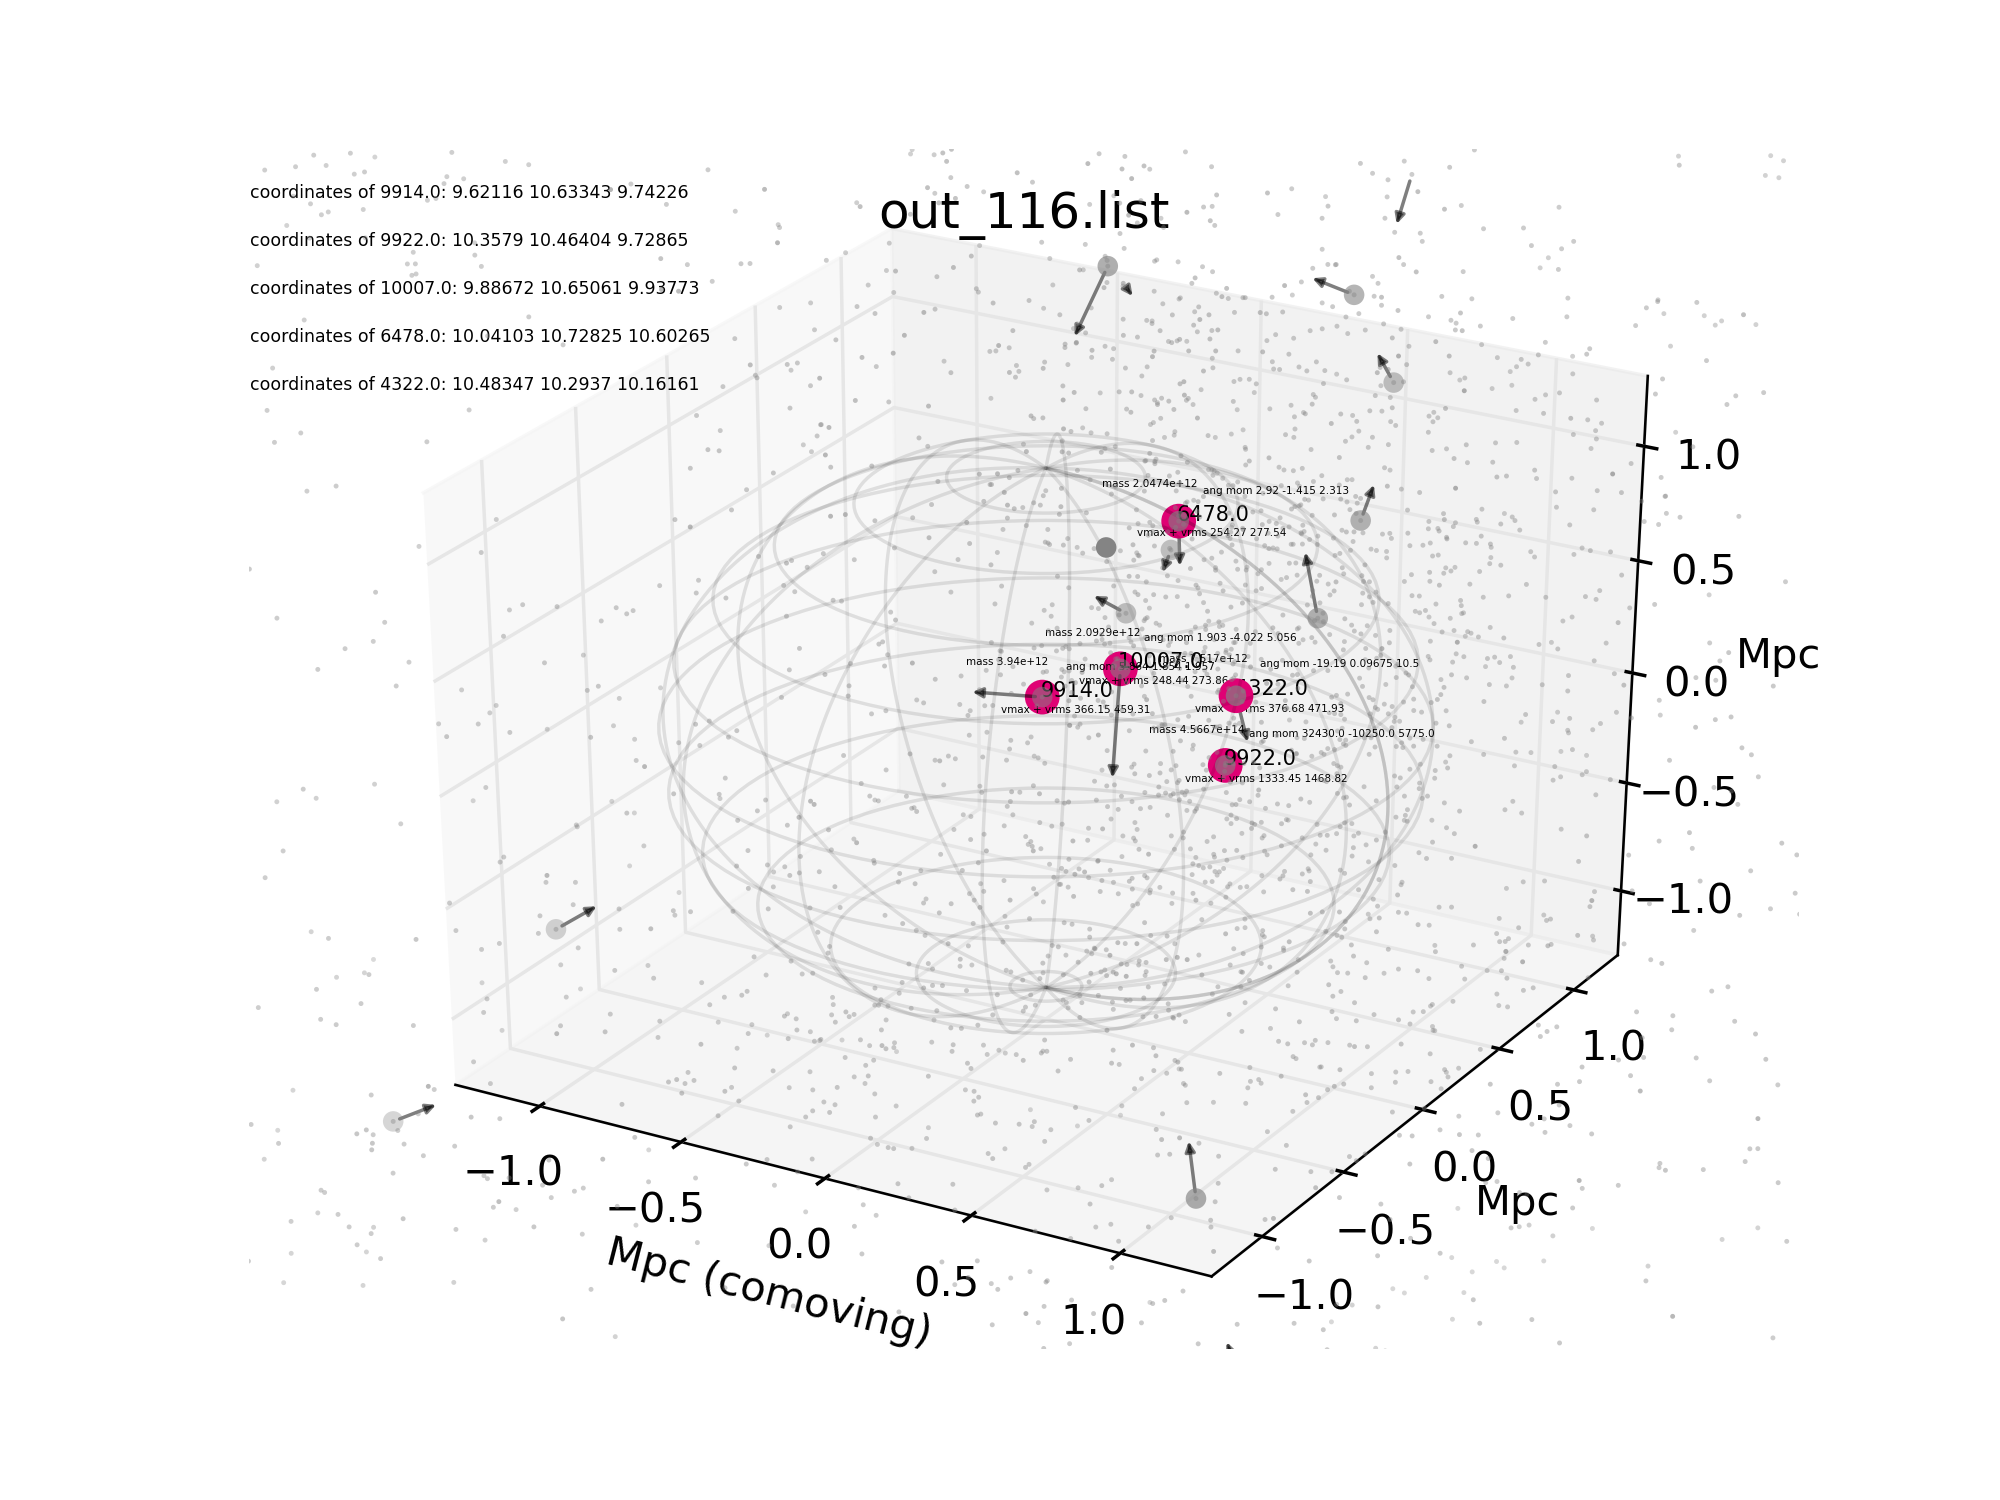 coordinates of 9914.0: 9.62116 10.63343 9.74226
out_116.list
coordinates of 9922.0: 10.3579 10.46404 9.72865
coordinates of 10007.0: 9.88672 10.65061 9.93773
coordinates of 6478.0: 10.04103 10.72825 10.60265
coordinates of 4322.0: 10.48347 10.2937 10.16161
mass 2.0474e+12
ang mom 2.92 -1.415 2.313
6478.0
vmax + vrms 254.27 277.54
mass 2.0929e+12
ang mom 1.903 -4.022 5.056
10007.0
vmax + vrms 248.44 273.86
mass 3.94e+12
ang mom
9914.0
vmax + vrms 366.15 459.31
ang mom -19.19 0.09675 10.5
322.0
vmax + vrms 376.68 471.93
mass 4.5667e+14
ang mom 32430.0 -10250.0 5775.0
9922.0
vmax + vrms 1333.45 1468.82
1.0
0.5
0.0
−0.5
−1.0
Mpc
1.0
0.5
0.0
−0.5
−1.0
Mpc
−1.0
−0.5
0.0
0.5
1.0
Mpc (comoving)